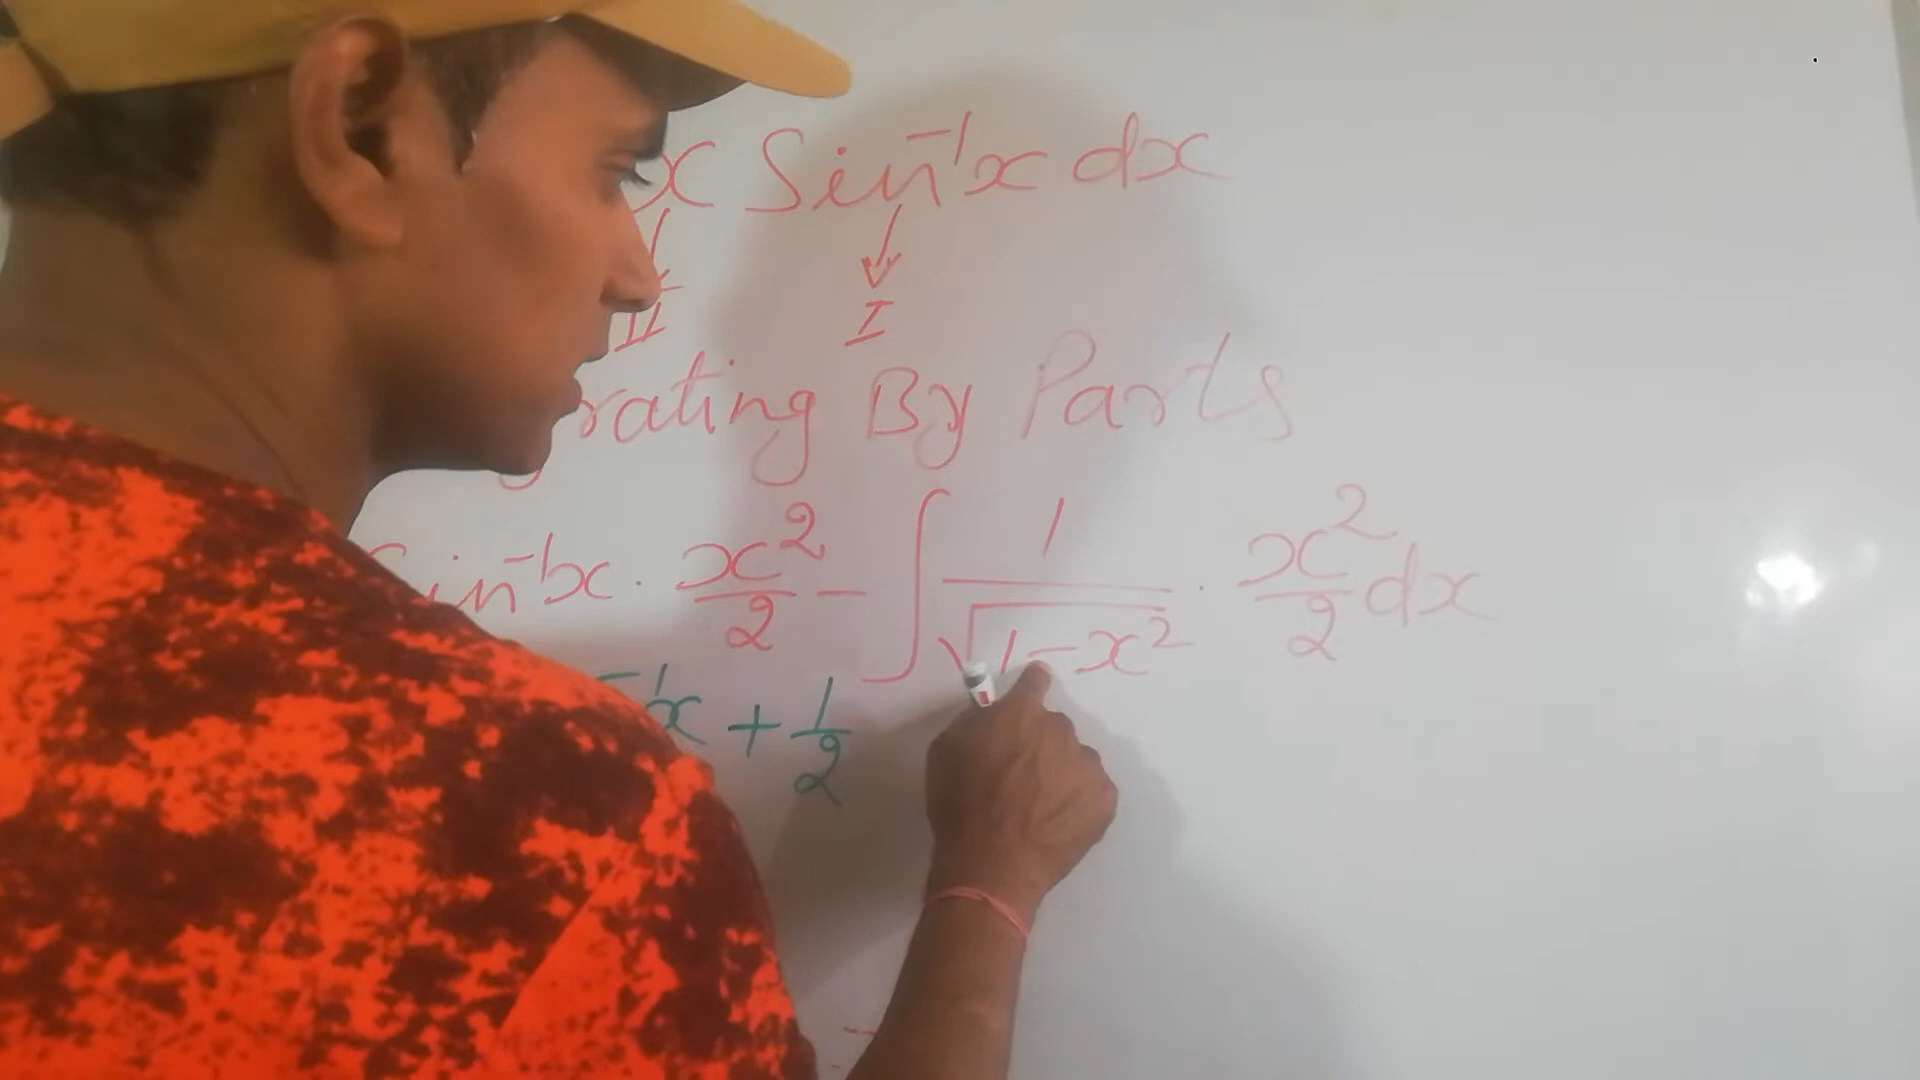 x Sin⁻¹x dx
II I
rating By Parts
in⁻¹x · x²/2 - ∫ 1/√(1-x²) · x²/2 dx
⁻¹x + 1/2